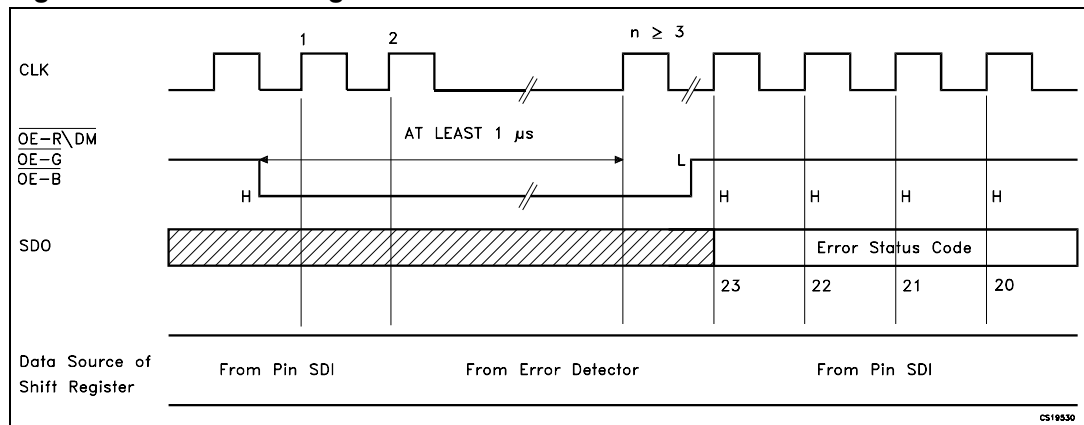 1 2 n ≥ 3
CLK
AT LEAST 1 µs
OE-R\DM
OE-G
OE-B
L
H H H H H
SDO
Error Status Code
23 22 21 20
Data Source of
Shift Register
From Pin SDI From Error Detector From Pin SDI
CS19530